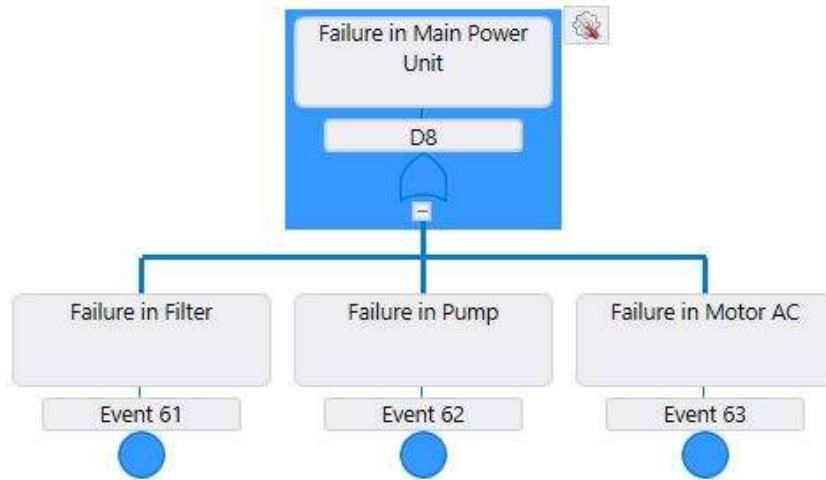 Failure in Main Power
Unit
D8
Failure in Filter
Failure in Pump
Failure in Motor AC
Event 61
Event 62
Event 63